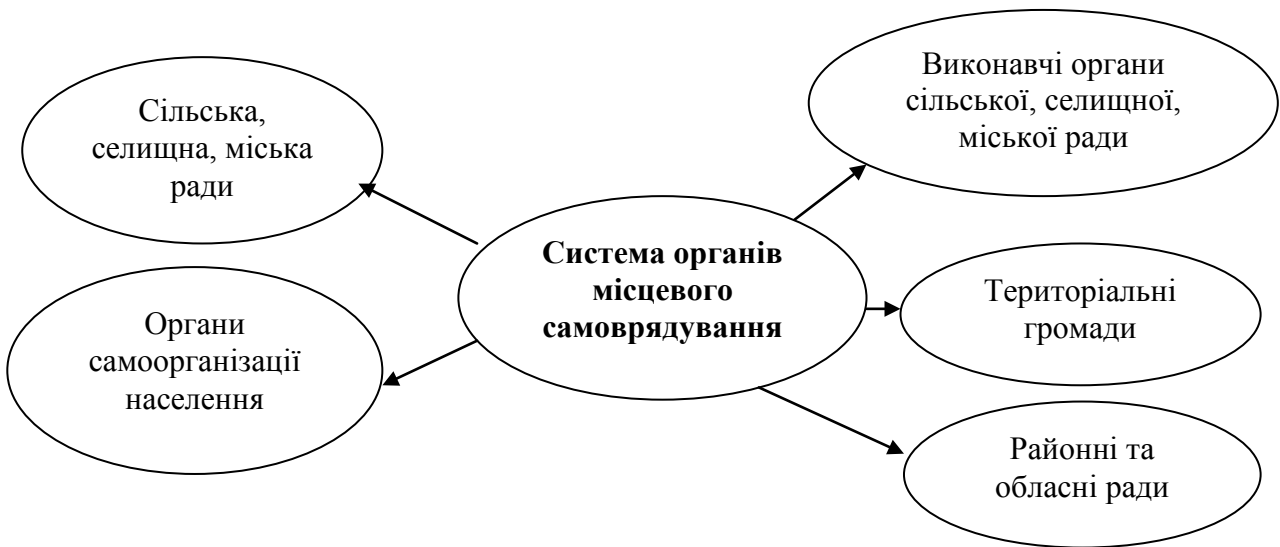 Сільська,
селищна, міська
ради
Виконавчі органи
сільської, селищної,
міської ради
Система органів
місцевого
самоврядування
Територіальні
громади
Органи
самоорганізації
населення
Районні та
обласні ради